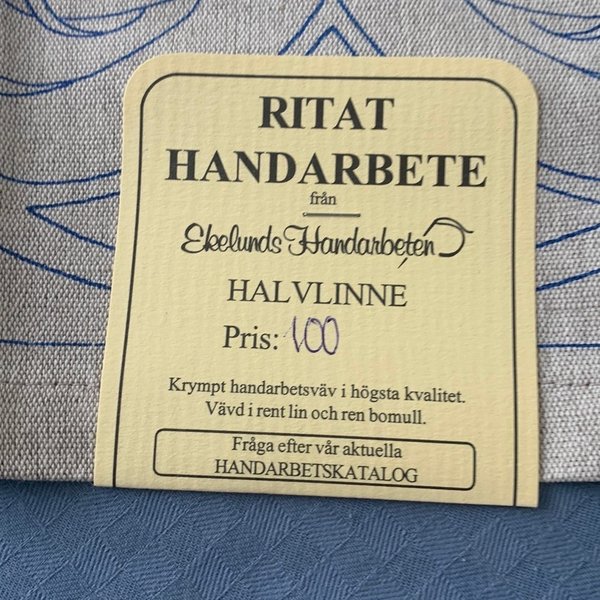 RITAT
HANDARBETE
från
Ekelunds Handarbeten
HALVLINNE
Pris: 100
Krympt handarbetsväv i högsta kvalitet.
Vävd i rent lin och ren bomull.
Fråga efter vår aktuella
HANDARBETSKATALOG